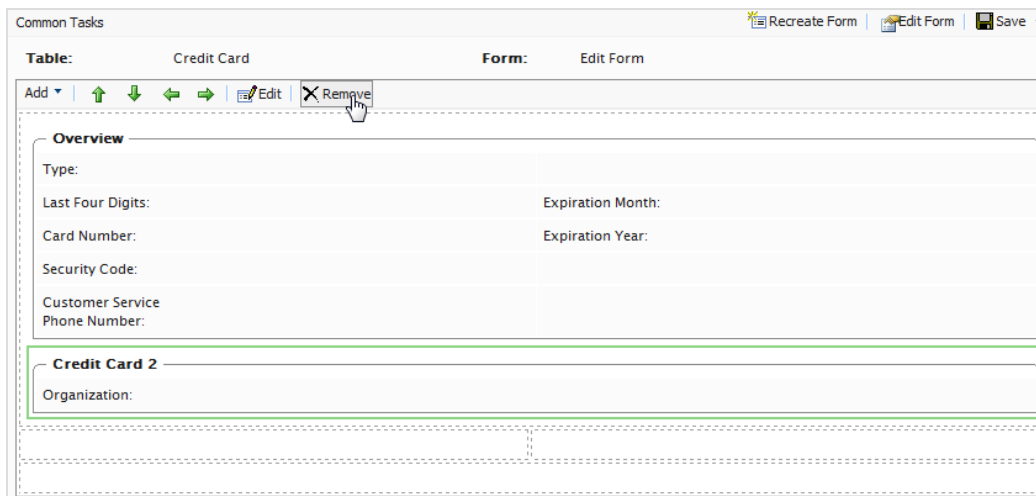 Common Tasks Recreate Form Edit Form Save
Table: Credit Card Form: Edit Form
Add Edit Remove
Overview
Type:
Last Four Digits: Expiration Month:
Card Number: Expiration Year:
Security Code:
Customer Service
Phone Number:
Credit Card 2
Organization: